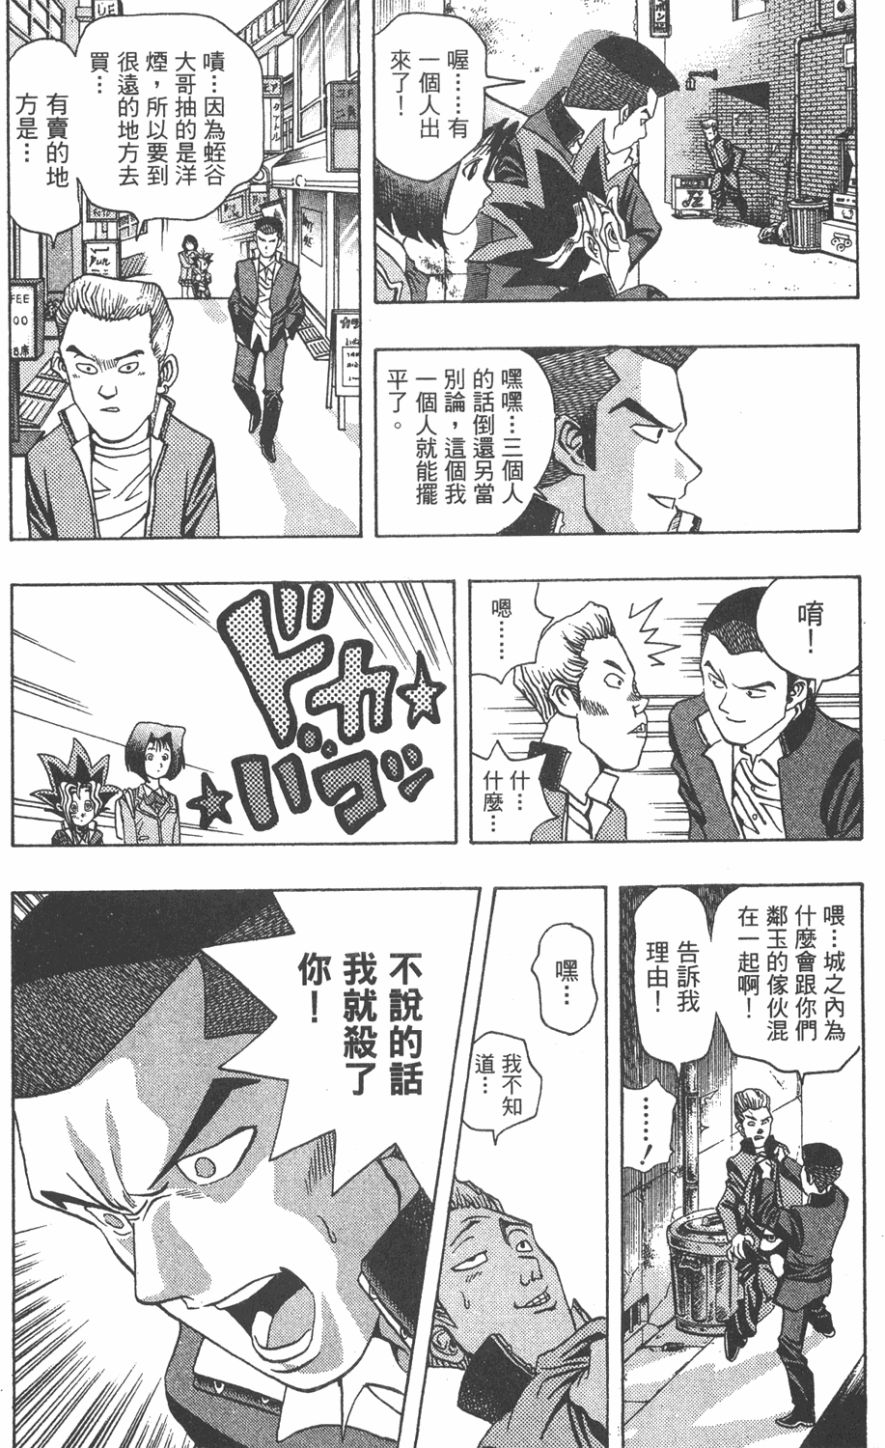 喔……有
一個人出
來了！
嘖…因為蛭谷
大哥抽的是洋
煙，所以要到
很遠的地方去
買…
有賣的地
方是…
嘿嘿…三個人
的話倒還另當
別論，這個我
一個人就能擺
平了。
唷！
嗯……
什…
什麼…
ドカ☆
バコッ
★
喂…城之內為
什麼會跟你們
鄰玉的傢伙混
在一起啊！
告訴我
理由！
……！
嘿…
我不知
道…
不說的話
我就殺了
你！